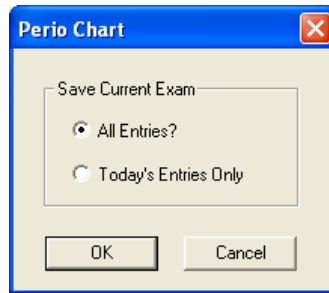 Perio Chart
Save Current Exam
All Entries?
Today's Entries Only
OK Cancel